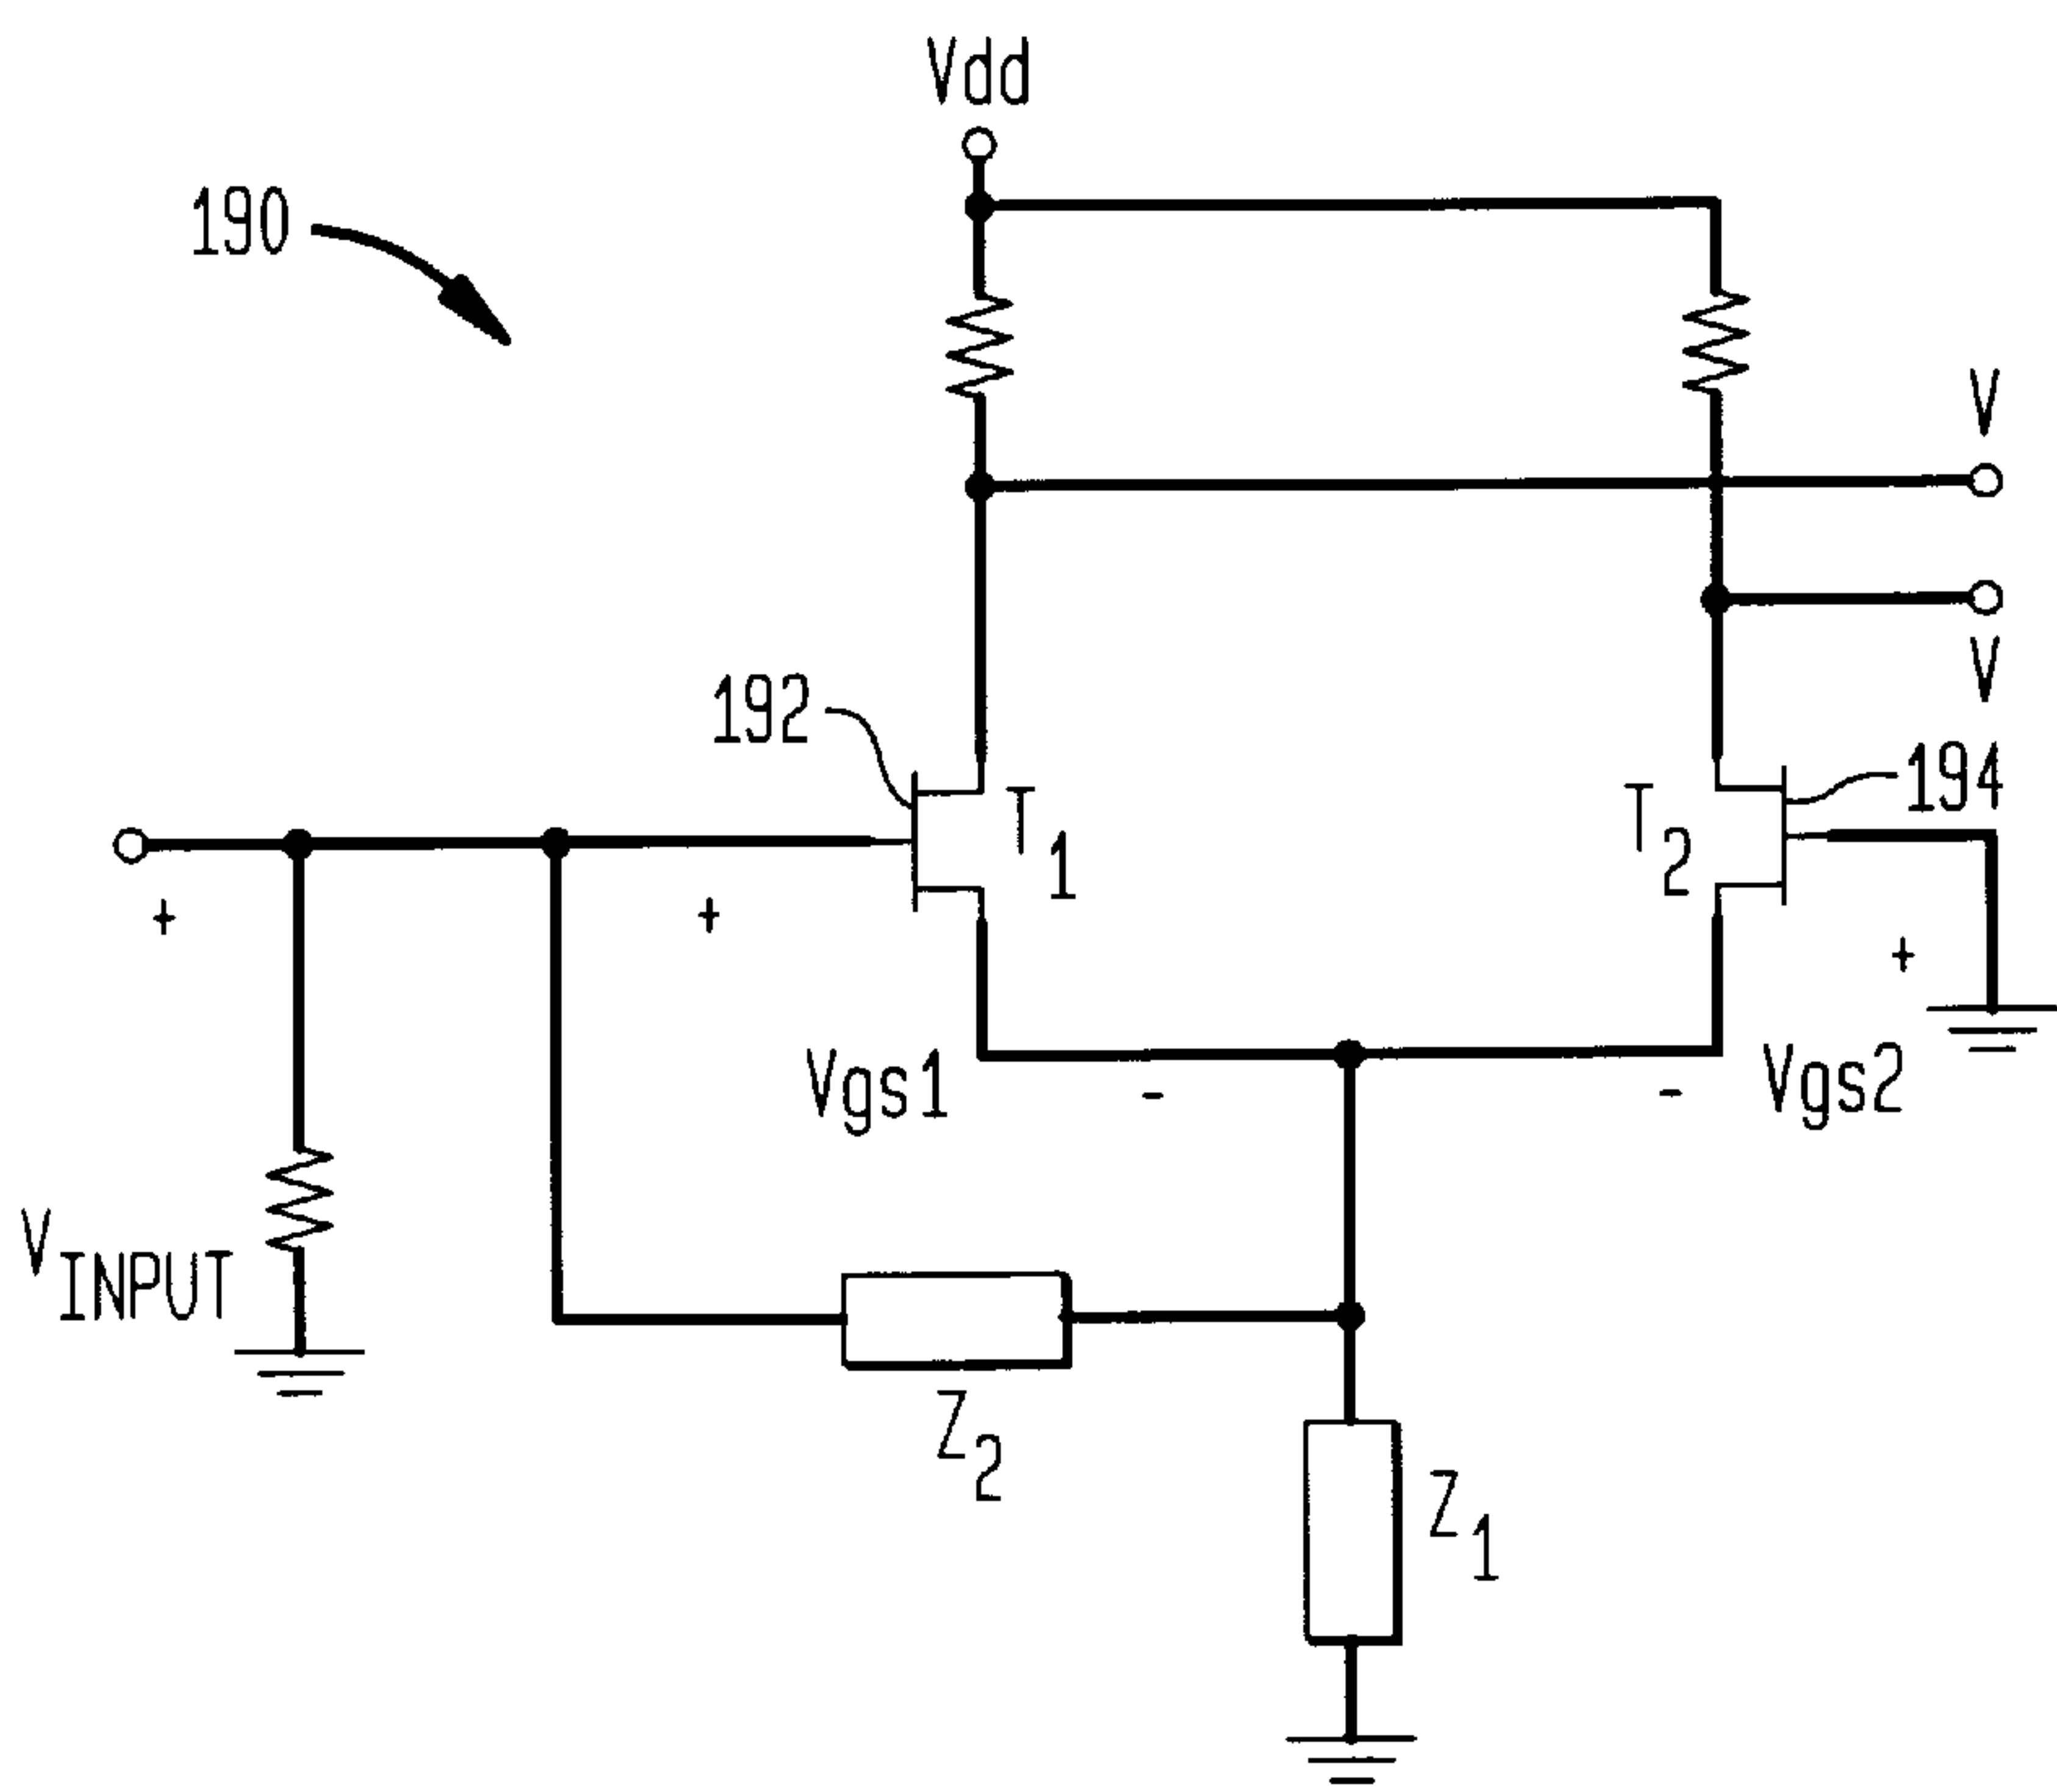 Vdd
190
V
V
192
T1
T2
194
+
+
+
Vgs1
-
-
Vgs2
VINPUT
Z2
Z1